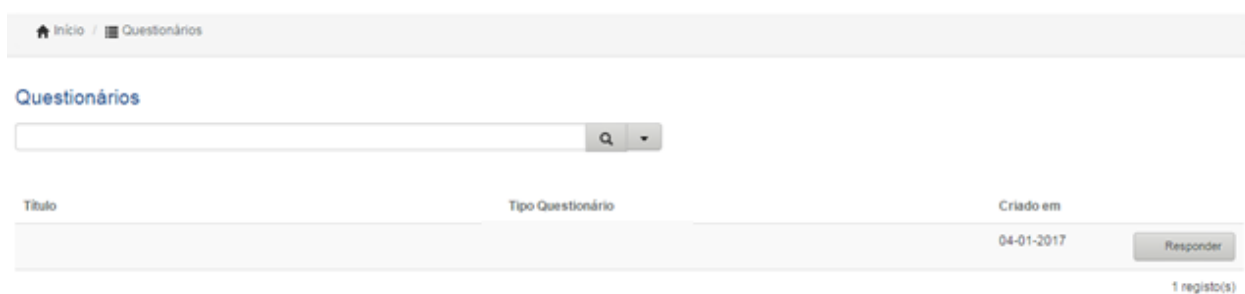 Início / Questionários
Questionários
Título Tipo Questionário Criado em
04-01-2017 Responder
1 registo(s)